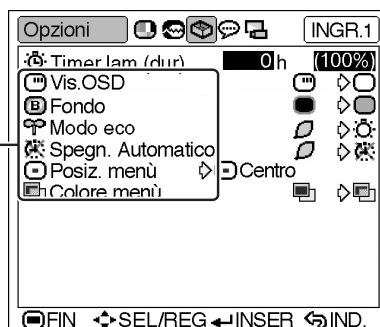 Opzioni INGR.1
Timer lam (dur) 0 h (100%)
Vis.OSD
B Fondo
Modo eco
Spegn. Automatico
Posiz. menù Centro
Colore menù
FIN SEL/REG INSER IND.